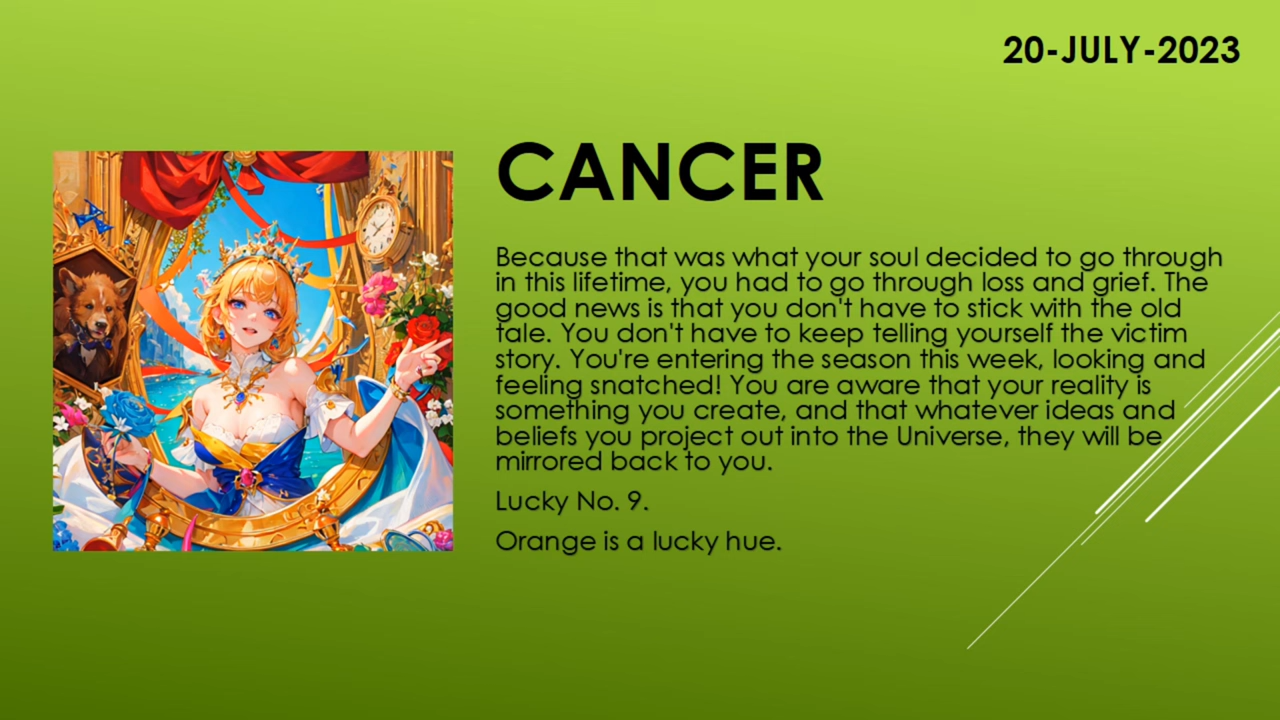 20-JULY-2023
CANCER
Because that was what your soul decided to go through
in this lifetime, you had to go through loss and grief. The
good news is that you don't have to stick with the old
tale. You don't have to keep telling yourself the victim
story. You're entering the season this week, looking and
feeling snatched! You are aware that your reality is
something you create, and that whatever ideas and
beliefs you project out into the Universe, they will be
mirrored back to you.
Lucky No. 9.
Orange is a lucky hue.